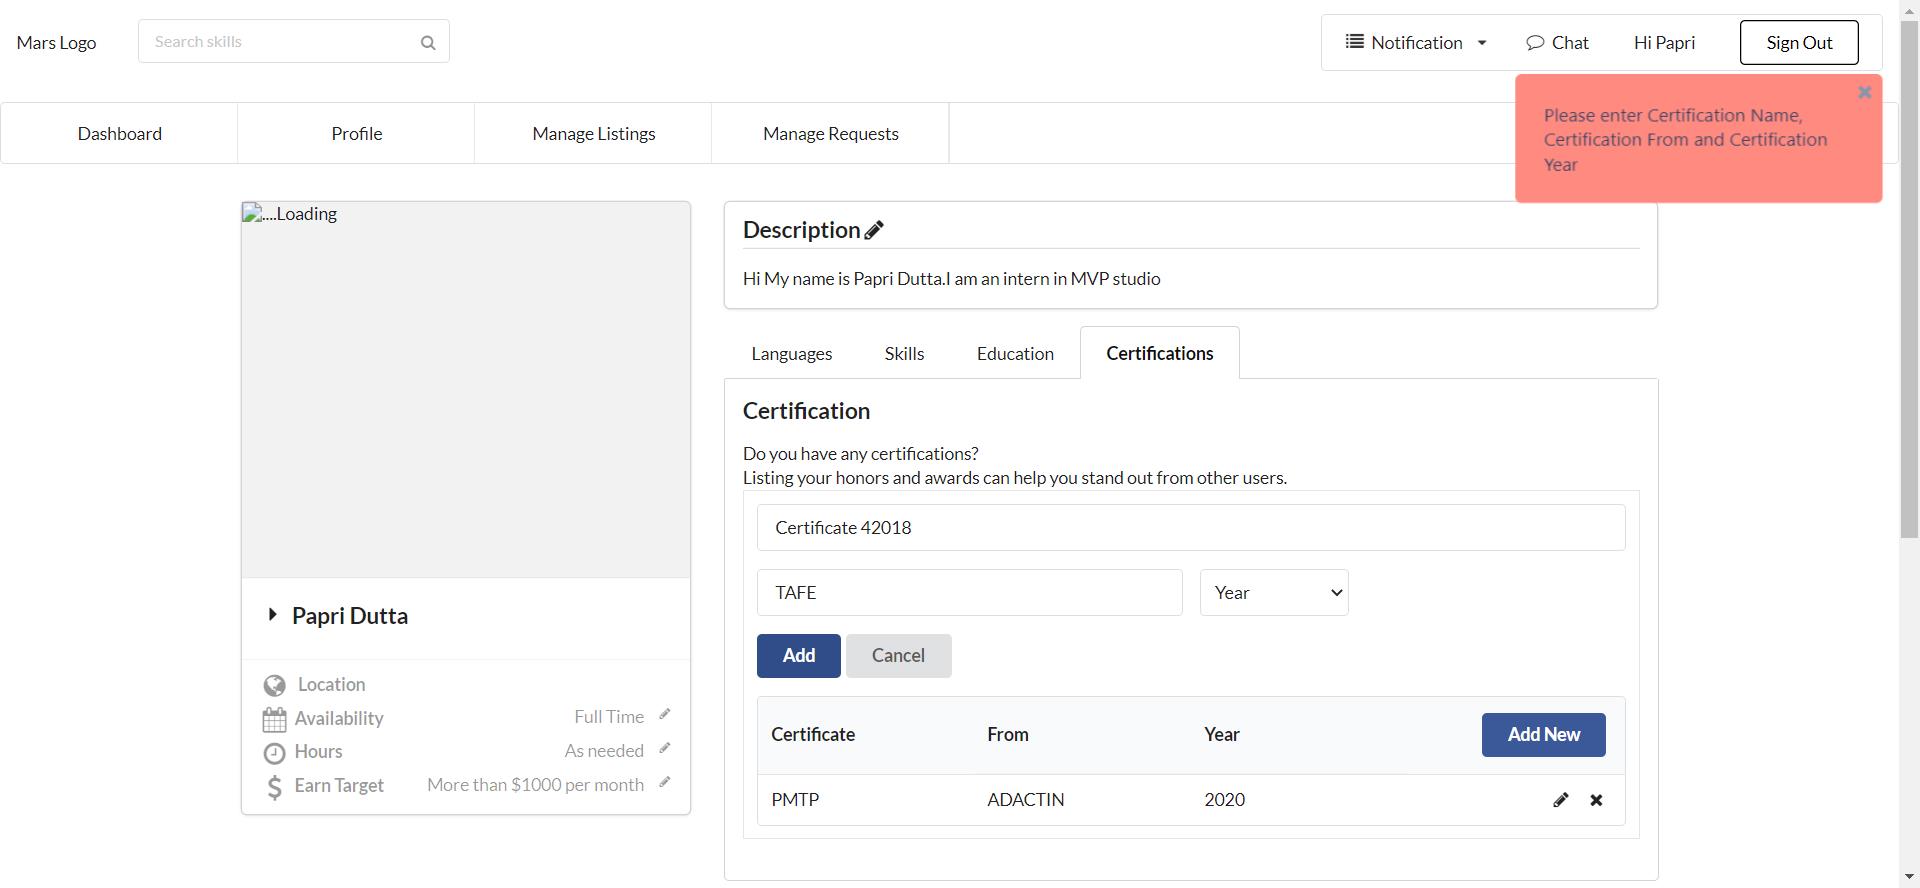 Mars Logo
Search skills
Notification
Chat
Hi Papri
Sign Out
Please enter Certification Name,
Certification From and Certification
Year
Dashboard
Profile
Manage Listings
Manage Requests
....Loading
Papri Dutta
Location
Availability
Full Time
Hours
As needed
Earn Target
More than $1000 per month
Description
Hi My name is Papri Dutta.I am an intern in MVP studio
Languages
Skills
Education
Certifications
Certification
Do you have any certifications?
Listing your honors and awards can help you stand out from other users.
Certificate 42018
TAFE
Year
Add
Cancel
Certificate
From
Year
Add New
PMTP
ADACTIN
2020